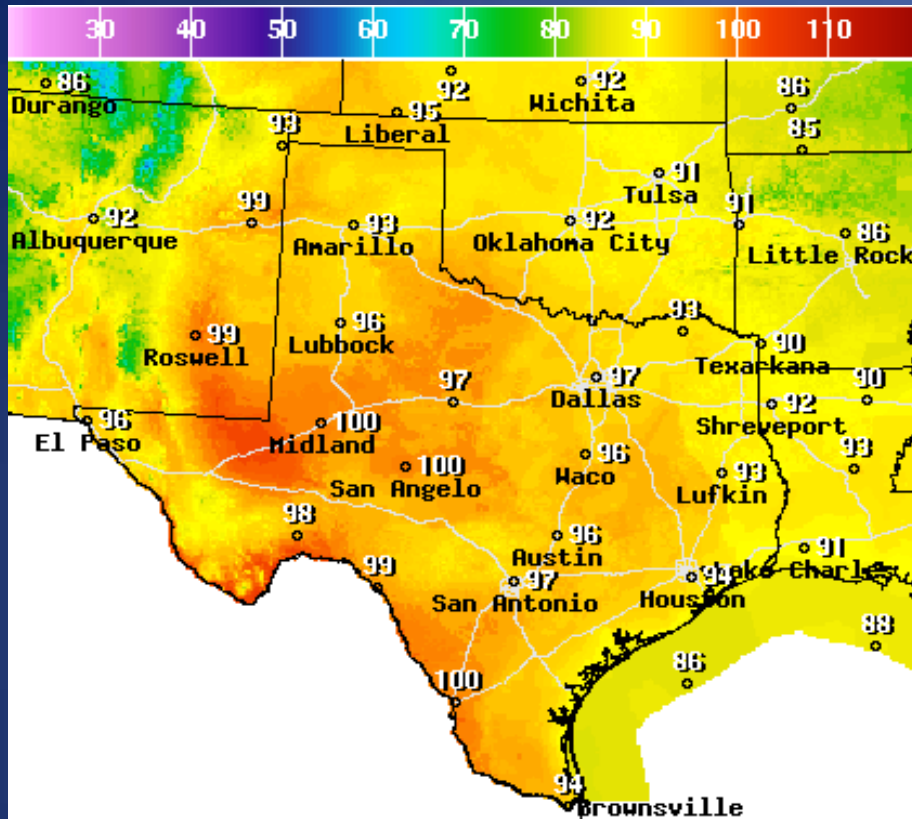 30 40 50 60 70 80 90 100 110
86
Durango
92
92
Wichita
86
95
Liberal
93
85
91
Tulsa
99
92
Albuquerque
93
Amarillo
92
Oklahoma City
91
86
Little Rock
99
Roswell
96
Lubbock
93
90
Texarkana
97
97
Dallas
90
92
Shreveport
96
El Paso
100
Midland
100
San Angelo
96
Waco
93
Lufkin
93
98
96
Austin
91
Lake Charles
99
97
San Antonio
94
Houston
88
86
100
94
Brownsville